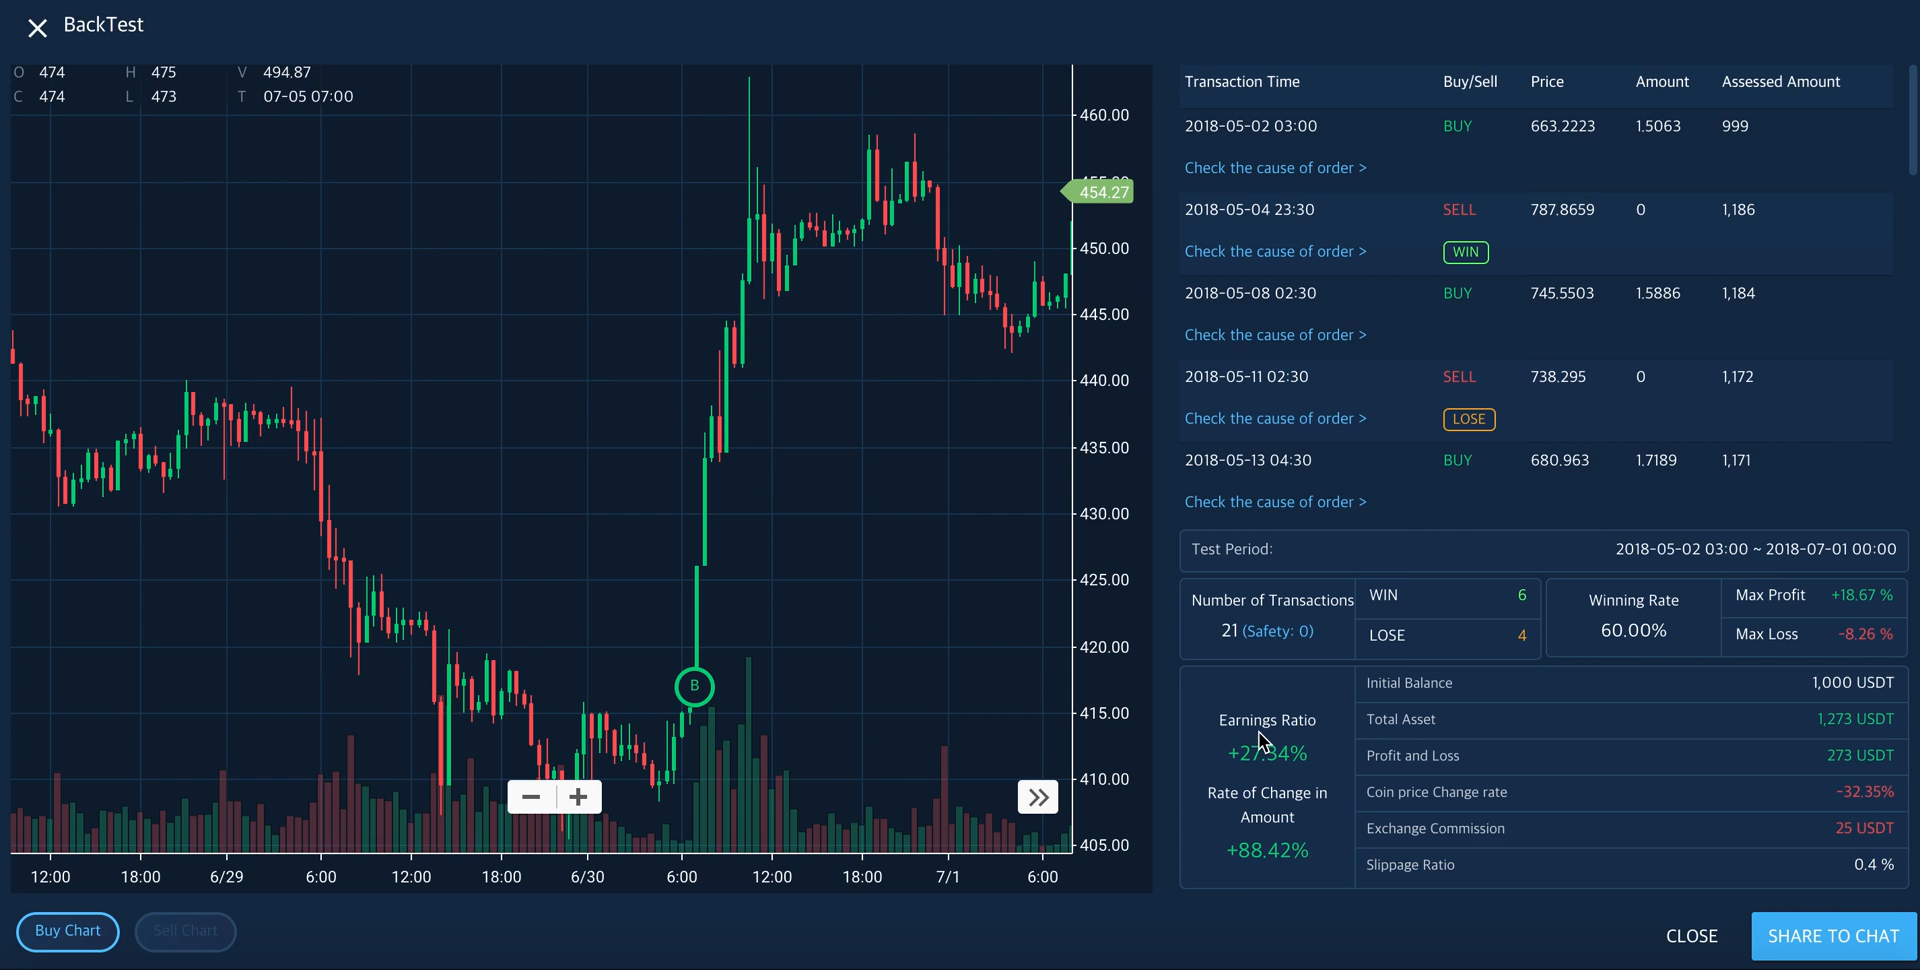 BackTest
O 474 H 475 V 494.87
C 474 L 473 T 07-05 07:00
460.00
454.27
450.00
445.00
440.00
435.00
430.00
425.00
420.00
415.00
410.00
405.00
B
12:00 18:00 6/29 6:00 12:00 18:00 6/30 6:00 12:00 18:00 7/1 6:00
Buy Chart Sell Chart
Transaction Time Buy/Sell Price Amount Assessed Amount
2018-05-02 03:00 BUY 663.2223 1.5063 999
Check the cause of order >
2018-05-04 23:30 SELL 787.8659 0 1,186
Check the cause of order > WIN
2018-05-08 02:30 BUY 745.5503 1.5886 1,184
Check the cause of order >
2018-05-11 02:30 SELL 738.295 0 1,172
Check the cause of order > LOSE
2018-05-13 04:30 BUY 680.963 1.7189 1,171
Check the cause of order >
Test Period: 2018-05-02 03:00 ~ 2018-07-01 00:00
Number of Transactions
21 (Safety: 0)
WIN 6
LOSE 4
Winning Rate
60.00%
Max Profit +18.67 %
Max Loss -8.26 %
Earnings Ratio
+27.34%
Rate of Change in
Amount
+88.42%
Initial Balance 1,000 USDT
Total Asset 1,273 USDT
Profit and Loss 273 USDT
Coin price Change rate -32.35%
Exchange Commission 25 USDT
Slippage Ratio 0.4 %
CLOSE SHARE TO CHAT